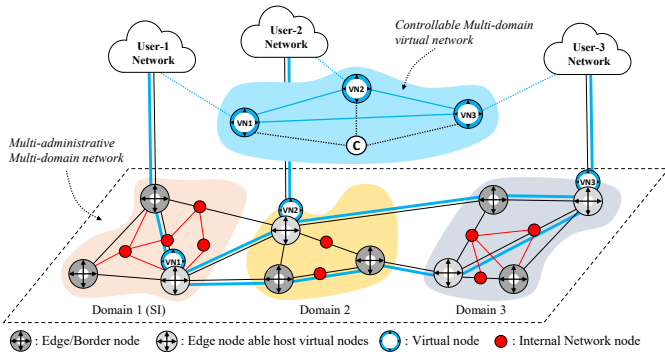 User-1
Network
User-2
Network
User-3
Network
Controllable Multi-domain
virtual network
VN1
VN2
VN3
C
Multi-administrative
Multi-domain network
VN1
VN2
VN3
Domain 1 (SI)
Domain 2
Domain 3
: Edge/Border node
: Edge node able host virtual nodes
: Virtual node
: Internal Network node